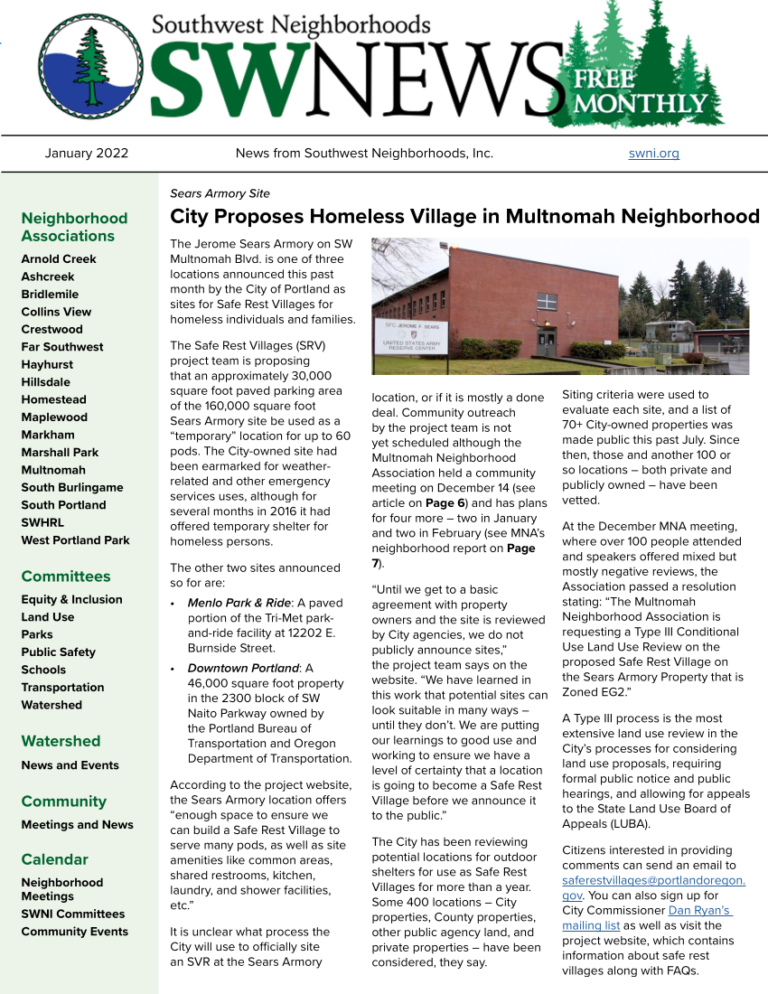 Southwest Neighborhoods
SWNEWS
FREE
MONTHLY
January 2022
News from Southwest Neighborhoods, Inc.
swni.org
Neighborhood
Associations
Arnold Creek
Ashcreek
Bridlemile
Collins View
Crestwood
Far Southwest
Hayhurst
Hillsdale
Homestead
Maplewood
Markham
Marshall Park
Multnomah
South Burlingame
South Portland
SWHRL
West Portland Park
Committees
Equity & Inclusion
Land Use
Parks
Public Safety
Schools
Transportation
Watershed
Watershed
News and Events
Community
Meetings and News
Calendar
Neighborhood
Meetings
SWNI Committees
Community Events
Sears Armory Site
City Proposes Homeless Village in Multnomah Neighborhood
The Jerome Sears Armory on SW
Multnomah Blvd. is one of three
locations announced this past
month by the City of Portland as
sites for Safe Rest Villages for
homeless individuals and families.
The Safe Rest Villages (SRV)
project team is proposing
that an approximately 30,000
square foot paved parking area
of the 160,000 square foot
Sears Armory site be used as a
“temporary” location for up to 60
pods. The City-owned site had
been earmarked for weather-
related and other emergency
services uses, although for
several months in 2016 it had
offered temporary shelter for
homeless persons.
The other two sites announced
so for are:
• Menlo Park & Ride: A paved
portion of the Tri-Met park-
and-ride facility at 12202 E.
Burnside Street.
• Downtown Portland: A
46,000 square foot property
in the 2300 block of SW
Naito Parkway owned by
the Portland Bureau of
Transportation and Oregon
Department of Transportation.
According to the project website,
the Sears Armory location offers
“enough space to ensure we
can build a Safe Rest Village to
serve many pods, as well as site
amenities like common areas,
shared restrooms, kitchen,
laundry, and shower facilities,
etc.”
It is unclear what process the
City will use to officially site
an SVR at the Sears Armory
SFC JEROME F. SEARS
UNITED STATES ARMY
RESERVE CENTER
location, or if it is mostly a done
deal. Community outreach
by the project team is not
yet scheduled although the
Multnomah Neighborhood
Association held a community
meeting on December 14 (see
article on Page 6) and has plans
for four more – two in January
and two in February (see MNA’s
neighborhood report on Page
7).
“Until we get to a basic
agreement with property
owners and the site is reviewed
by City agencies, we do not
publicly announce sites,”
the project team says on the
website. “We have learned in
this work that potential sites can
look suitable in many ways –
until they don’t. We are putting
our learnings to good use and
working to ensure we have a
level of certainty that a location
is going to become a Safe Rest
Village before we announce it
to the public.”
The City has been reviewing
potential locations for outdoor
shelters for use as Safe Rest
Villages for more than a year.
Some 400 locations – City
properties, County properties,
other public agency land, and
private properties – have been
considered, they say.
Siting criteria were used to
evaluate each site, and a list of
70+ City-owned properties was
made public this past July. Since
then, those and another 100 or
so locations – both private and
publicly owned – have been
vetted.
At the December MNA meeting,
where over 100 people attended
and speakers offered mixed but
mostly negative reviews, the
Association passed a resolution
stating: “The Multnomah
Neighborhood Association is
requesting a Type III Conditional
Use Land Use Review on the
proposed Safe Rest Village on
the Sears Armory Property that is
Zoned EG2.”
A Type III process is the most
extensive land use review in the
City’s processes for considering
land use proposals, requiring
formal public notice and public
hearings, and allowing for appeals
to the State Land Use Board of
Appeals (LUBA).
Citizens interested in providing
comments can send an email to
saferestvillages@portlandoregon.
gov. You can also sign up for
City Commissioner Dan Ryan’s
mailing list as well as visit the
project website, which contains
information about safe rest
villages along with FAQs.